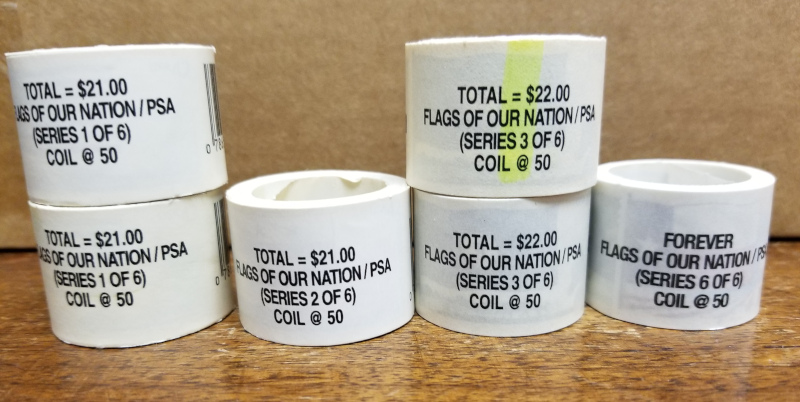 TOTAL = $21.00
FLAGS OF OUR NATION / PSA
(SERIES 1 OF 6)
COIL @ 50
TOTAL = $21.00
FLAGS OF OUR NATION / PSA
(SERIES 1 OF 6)
COIL @ 50
TOTAL = $21.00
FLAGS OF OUR NATION / PSA
(SERIES 2 OF 6)
COIL @ 50
TOTAL = $22.00
FLAGS OF OUR NATION / PSA
(SERIES 3 OF 6)
COIL @ 50
TOTAL = $22.00
FLAGS OF OUR NATION / PSA
(SERIES 3 OF 6)
COIL @ 50
FOREVER
FLAGS OF OUR NATION / PSA
(SERIES 6 OF 6)
COIL @ 50